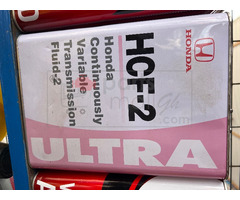 HONDA
HCF-2
Honda
Continuously
Variable
Transmission
Fluid-2
ULTRA